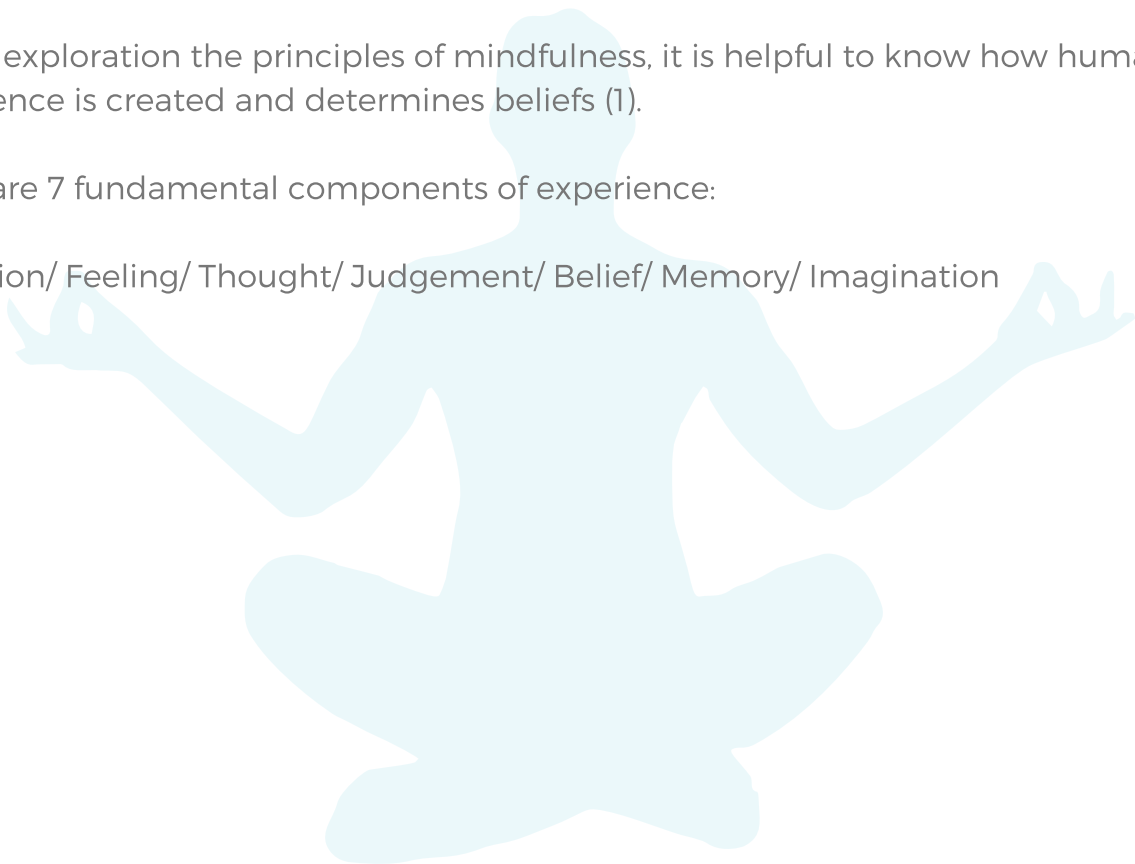 exploration the principles of mindfulness, it is helpful to know how huma
ence is created and determines beliefs (1).
are 7 fundamental components of experience:
ion/ Feeling/ Thought/ Judgement/ Belief/ Memory/ Imagination